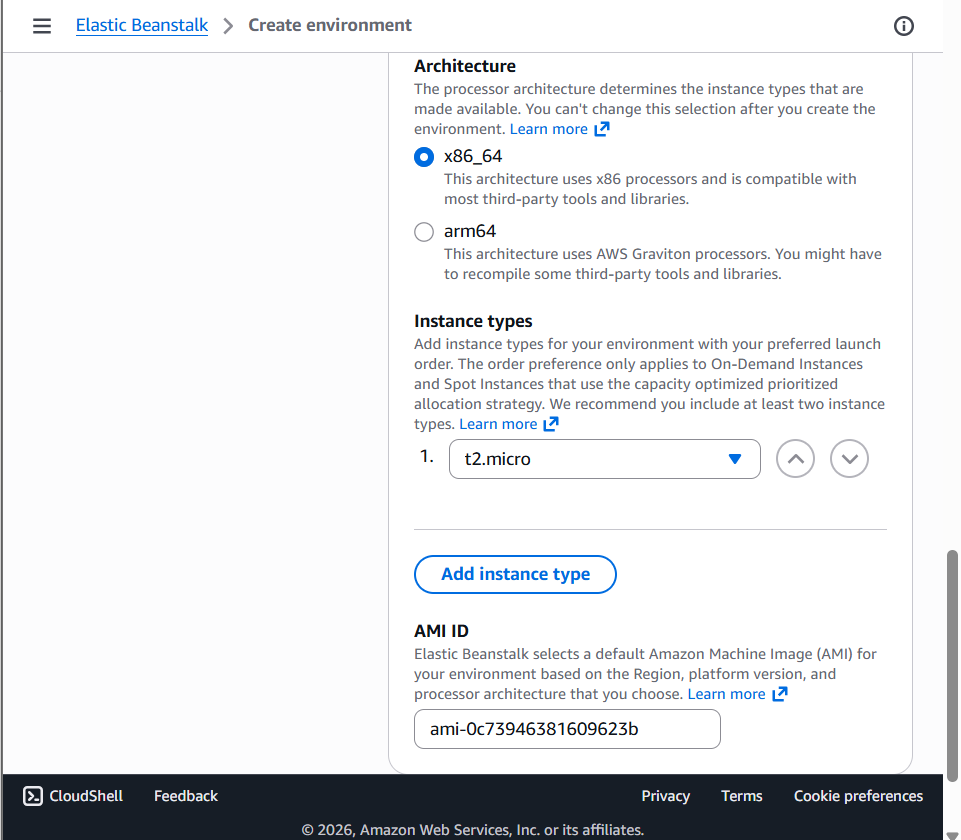 Elastic Beanstalk > Create environment
Architecture
The processor architecture determines the instance types that are
made available. You can't change this selection after you create the
environment. Learn more
x86_64
This architecture uses x86 processors and is compatible with
most third-party tools and libraries.
arm64
This architecture uses AWS Graviton processors. You might have
to recompile some third-party tools and libraries.
Instance types
Add instance types for your environment with your preferred launch
order. The order preference only applies to On-Demand Instances
and Spot Instances that use the capacity optimized prioritized
allocation strategy. We recommend you include at least two instance
types. Learn more
1. t2.micro
Add instance type
AMI ID
Elastic Beanstalk selects a default Amazon Machine Image (AMI) for
your environment based on the Region, platform version, and
processor architecture that you choose. Learn more
ami-0c73946381609623b
CloudShell Feedback Privacy Terms Cookie preferences
© 2026, Amazon Web Services, Inc. or its affiliates.